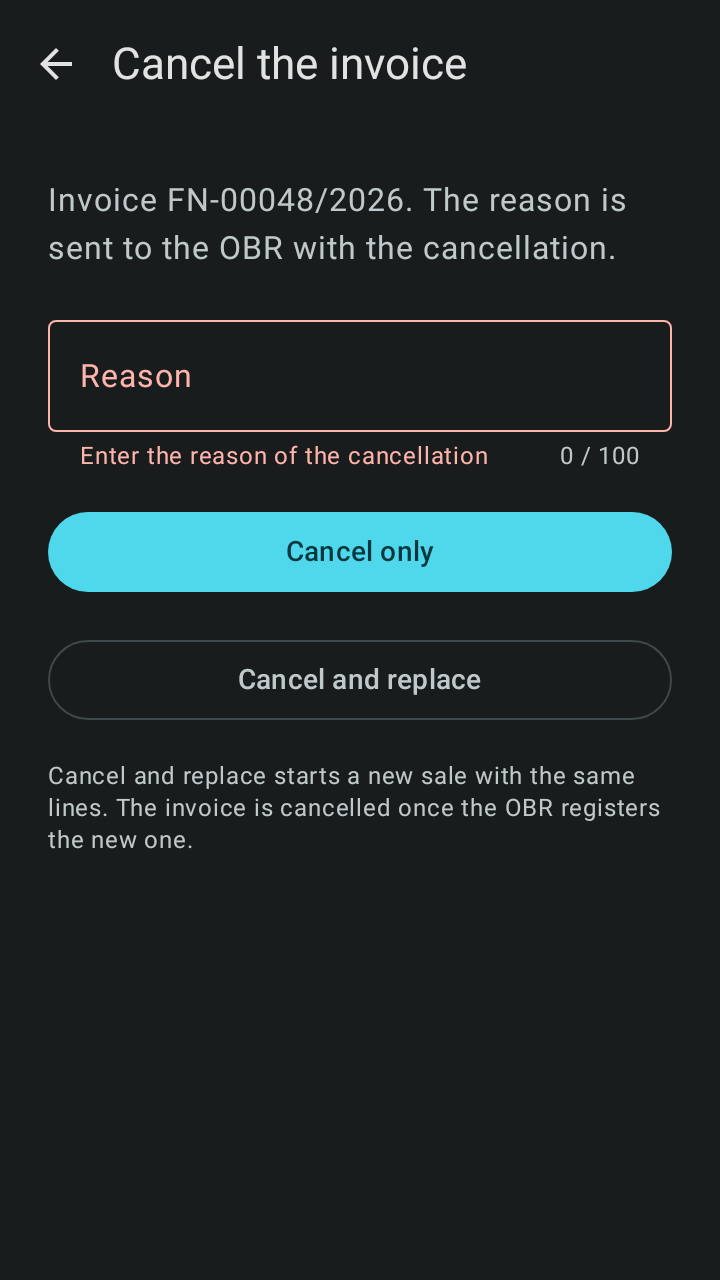 Cancel the invoice
Invoice FN-00048/2026. The reason is
sent to the OBR with the cancellation.
Reason
Enter the reason of the cancellation 0 / 100
Cancel only
Cancel and replace
Cancel and replace starts a new sale with the same
lines. The invoice is cancelled once the OBR registers
the new one.